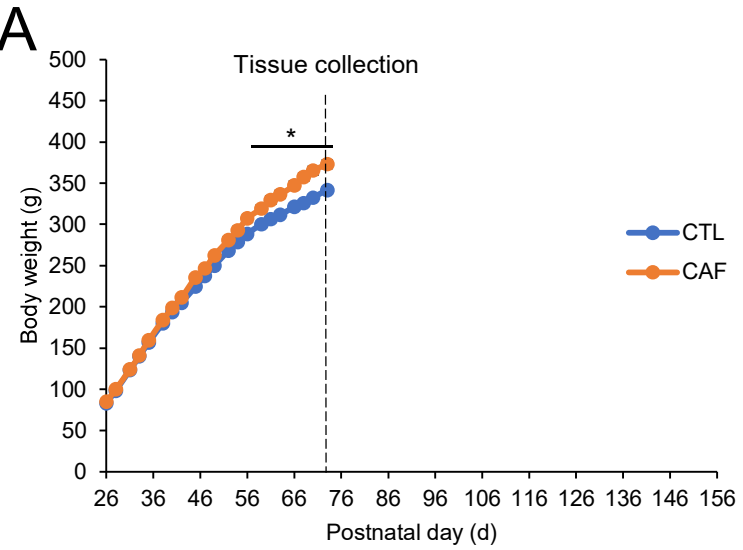 A
Tissue collection
*
500
450
400
350
300
250
200
150
100
50
0
Body weight (g)
26 36 46 56 66 76 86 96 106 116 126 136 146 156
Postnatal day (d)
CTL
CAF